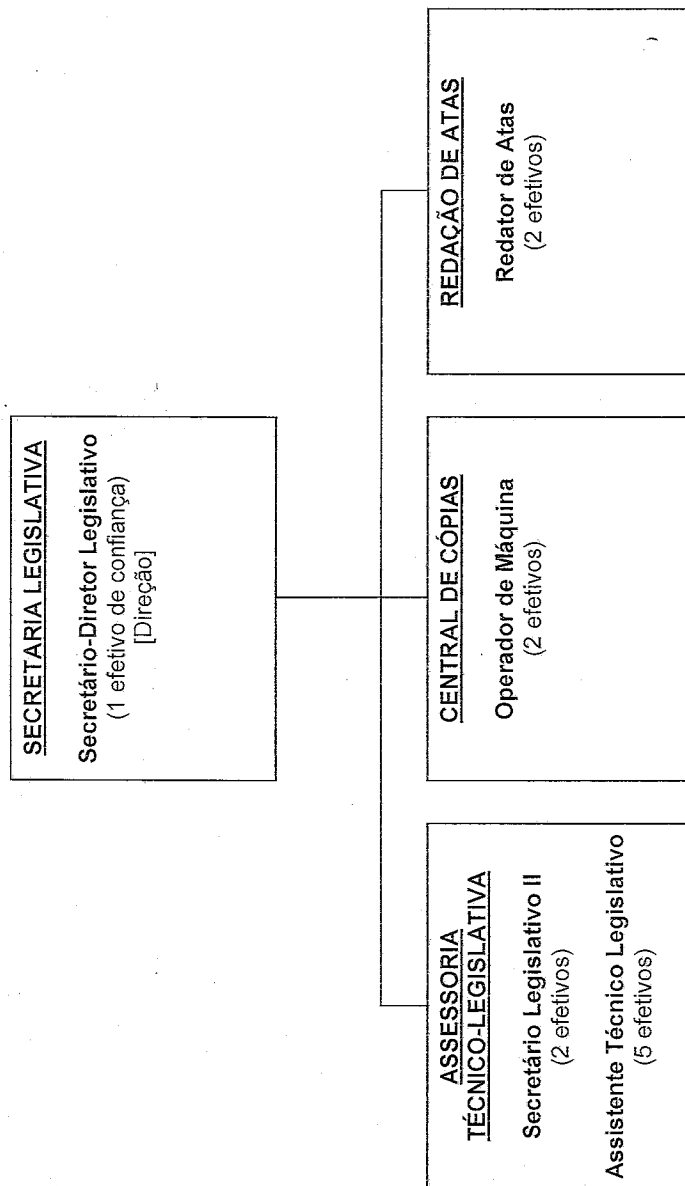 SECRETARIA LEGISLATIVA
Secretário-Diretor Legislativo
(1 efetivo de confiança)
[Direção]
ASSESSORIA
TÉCNICO-LEGISLATIVA
Secretário Legislativo II
(2 efetivos)
Assistente Técnico Legislativo
(5 efetivos)
CENTRAL DE CÓPIAS
Operador de Máquina
(2 efetivos)
REDAÇÃO DE ATAS
Redator de Atas
(2 efetivos)